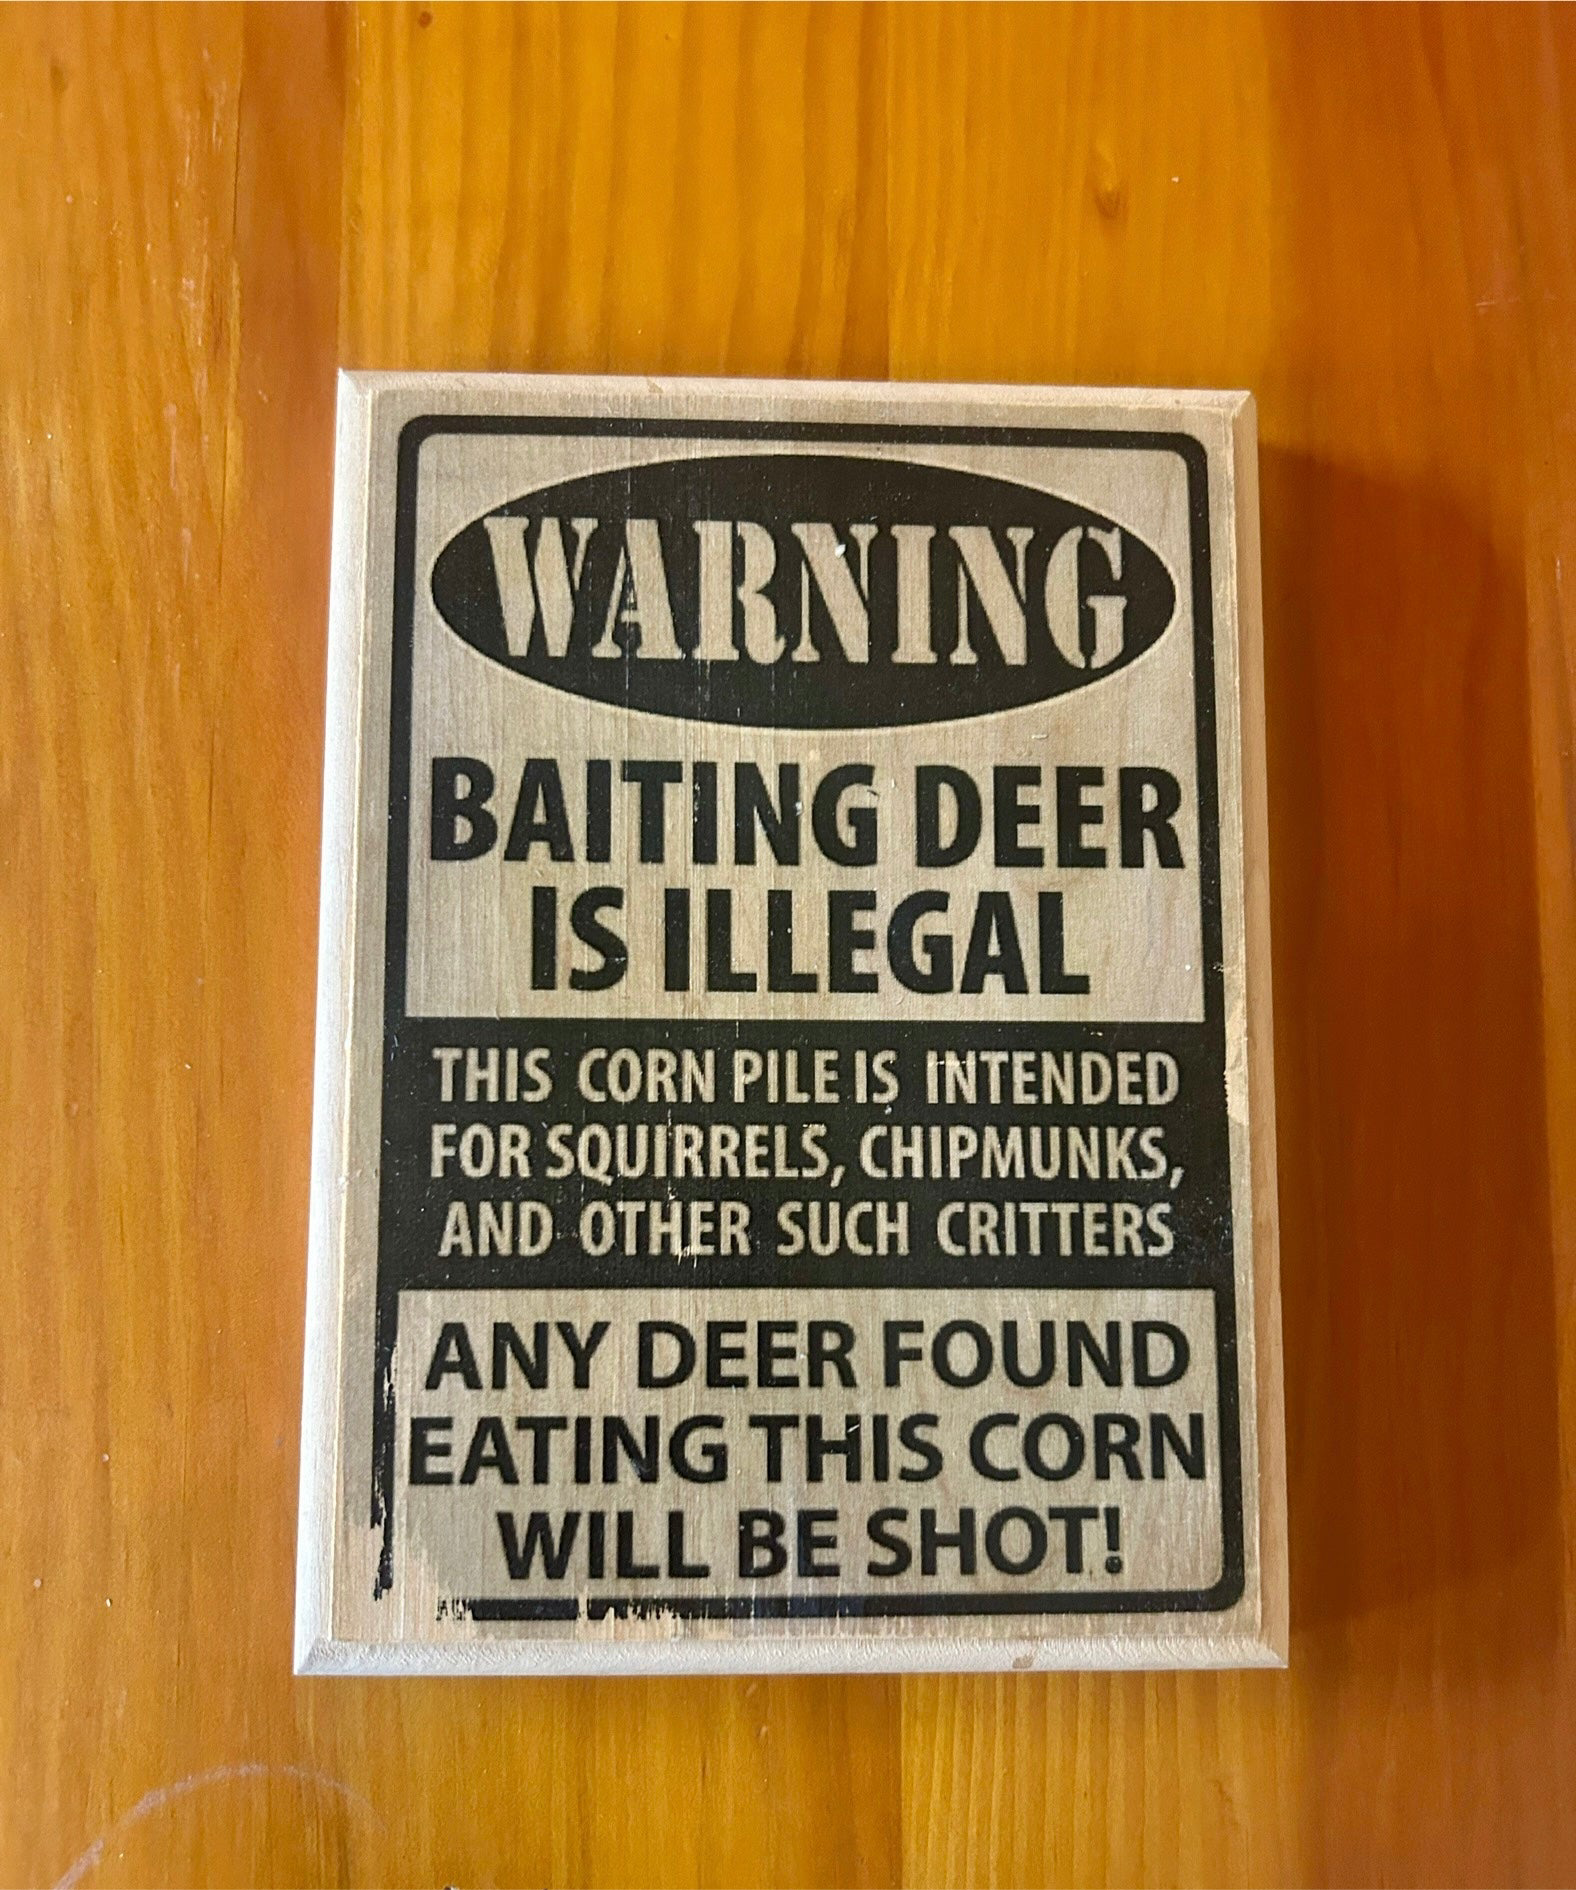 WARNING
BAITING DEER
IS ILLEGAL
THIS CORN PILE IS INTENDED
FOR SQUIRRELS, CHIPMUNKS,
AND OTHER SUCH CRITTERS
ANY DEER FOUND
EATING THIS CORN
WILL BE SHOT!